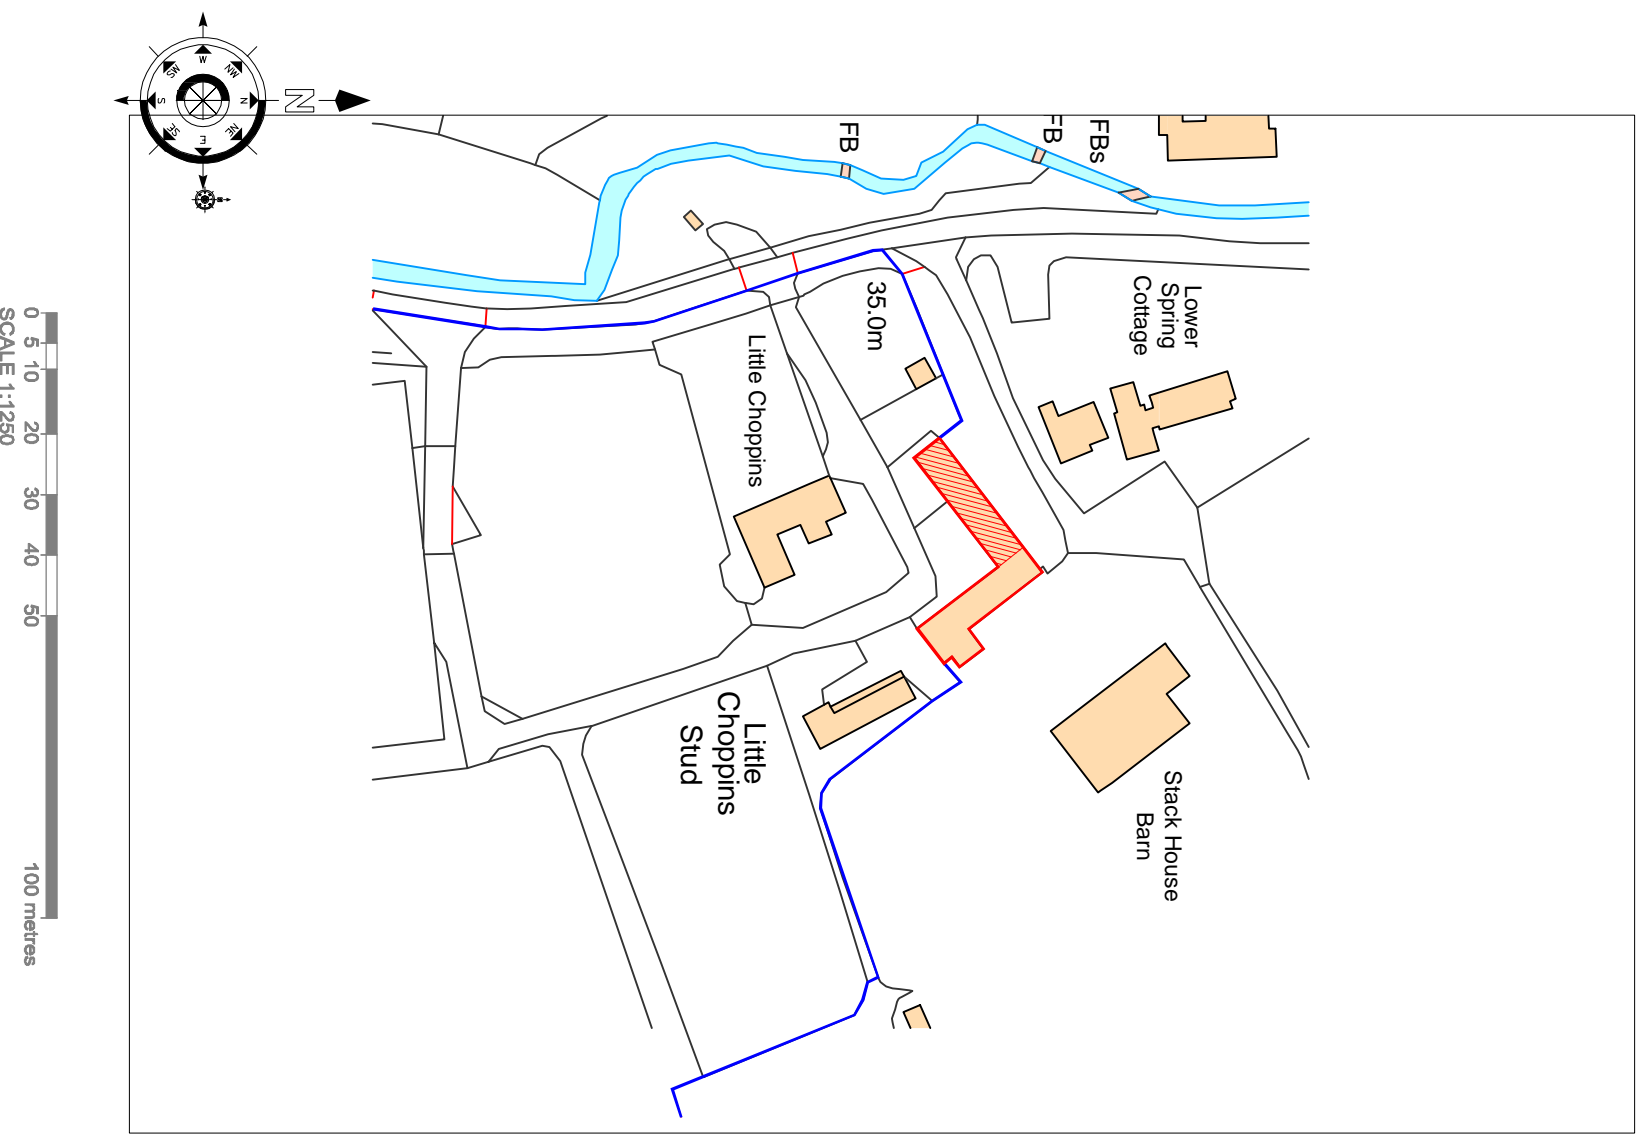 N
N
NE
E
SE
S
SW
W
NW
FB
FB
FBs
35.0m
Lower
Spring
Cottage
Little Choppins
Little
Choppins
Stud
Stack House
Barn
0 5 10 20 30 40 50 100 metres
SCALE 1:1250